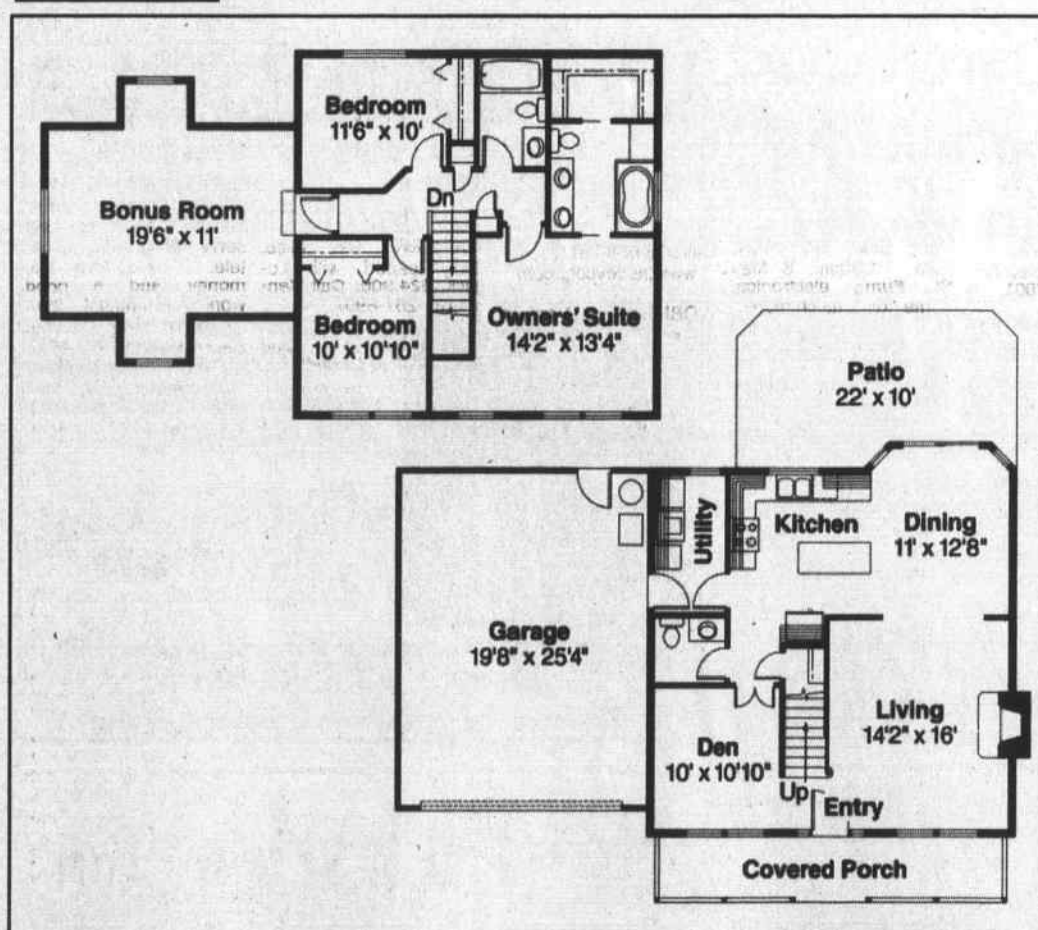 Bedroom
11'6" x 10'
Bonus Room
19'6" x 11'
Dn
Bedroom
10' x 10'10"
Owners' Suite
14'2" x 13'4"
Patio
22' x 10'
Utility
Kitchen
Dining
11' x 12'8"
Garage
19'8" x 25'4"
Living
14'2" x 16'
Den
10' x 10'10"
Up
Entry
Covered Porch